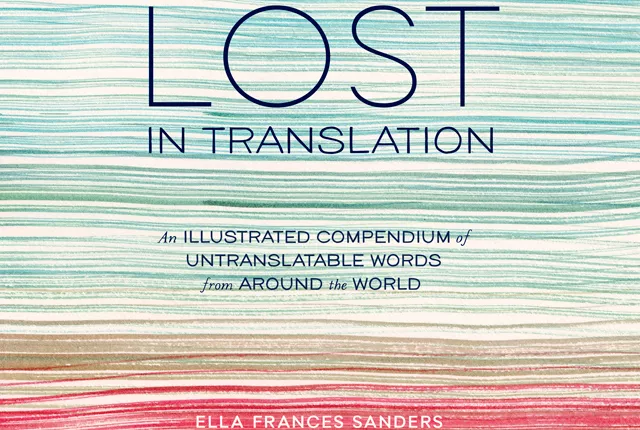 LOST
IN TRANSLATION
An ILLUSTRATED COMPENDIUM of
UNTRANSLATABLE WORDS
from AROUND the WORLD
ELLA FRANCES SANDERS